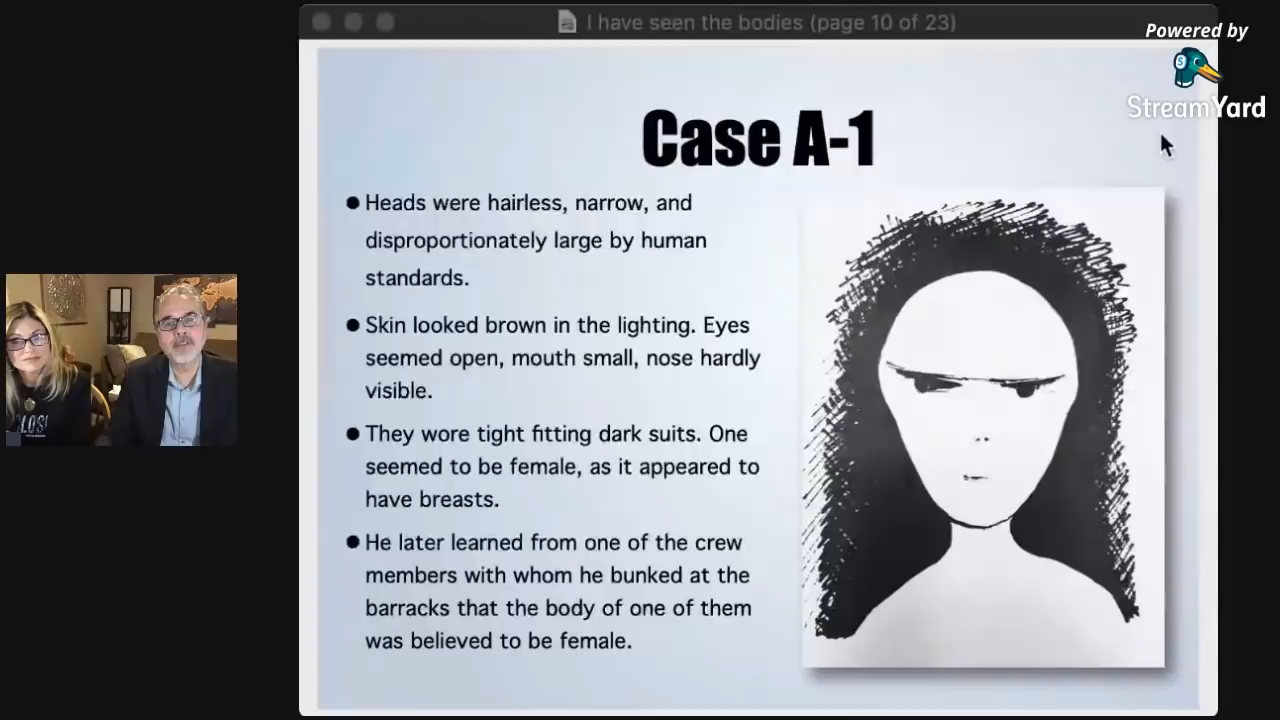 I have seen the bodies (page 10 of 23)
Powered by
S
StreamYard
Case A-1
● Heads were hairless, narrow, and
disproportionately large by human
standards.
● Skin looked brown in the lighting. Eyes
seemed open, mouth small, nose hardly
visible.
● They wore tight fitting dark suits. One
seemed to be female, as it appeared to
have breasts.
● He later learned from one of the crew
members with whom he bunked at the
barracks that the body of one of them
was believed to be female.